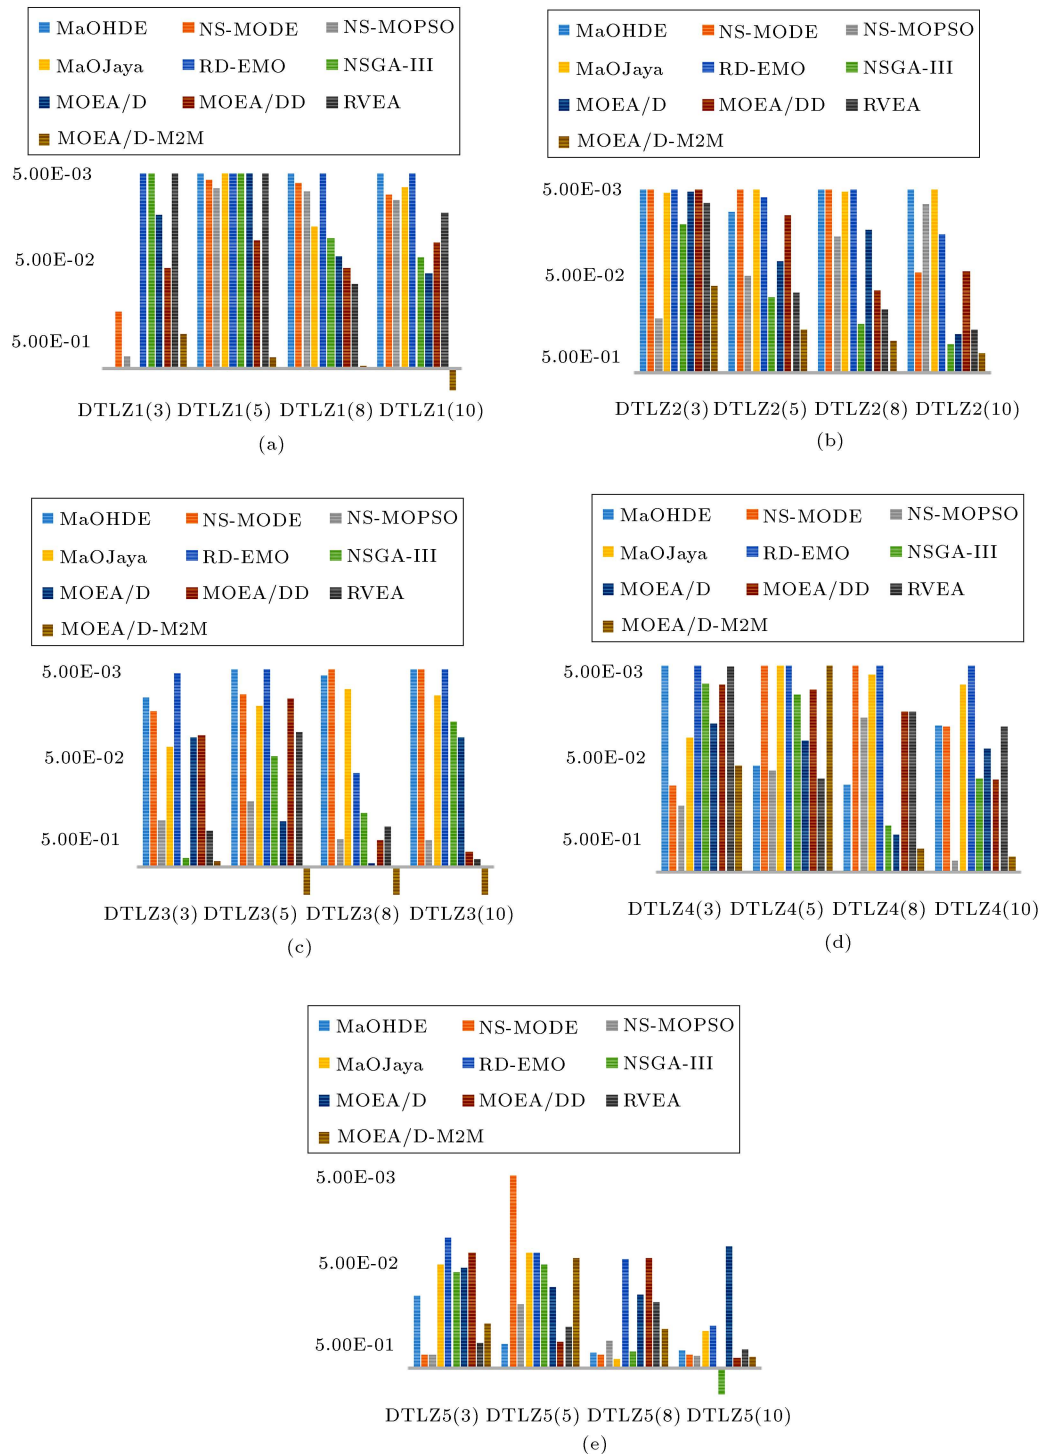 MaOHDE NS-MODE NS-MOPSO
MaOJaya RD-EMO NSGA-III
MOEA/D MOEA/DD RVEA
MOEA/D-M2M
5.00E-03
5.00E-02
5.00E-01
DTLZ1(3) DTLZ1(5) DTLZ1(8) DTLZ1(10)
(a)
MaOHDE NS-MODE NS-MOPSO
MaOJaya RD-EMO NSGA-III
MOEA/D MOEA/DD RVEA
MOEA/D-M2M
5.00E-03
5.00E-02
5.00E-01
DTLZ2(3) DTLZ2(5) DTLZ2(8) DTLZ2(10)
(b)
MaOHDE NS-MODE NS-MOPSO
MaOJaya RD-EMO NSGA-III
MOEA/D MOEA/DD RVEA
MOEA/D-M2M
5.00E-03
5.00E-02
5.00E-01
DTLZ3(3) DTLZ3(5) DTLZ3(8) DTLZ3(10)
(c)
MaOHDE NS-MODE NS-MOPSO
MaOJaya RD-EMO NSGA-III
MOEA/D MOEA/DD RVEA
MOEA/D-M2M
5.00E-03
5.00E-02
5.00E-01
DTLZ4(3) DTLZ4(5) DTLZ4(8) DTLZ4(10)
(d)
MaOHDE NS-MODE NS-MOPSO
MaOJaya RD-EMO NSGA-III
MOEA/D MOEA/DD RVEA
MOEA/D-M2M
5.00E-03
5.00E-02
5.00E-01
DTLZ5(3) DTLZ5(5) DTLZ5(8) DTLZ5(10)
(e)